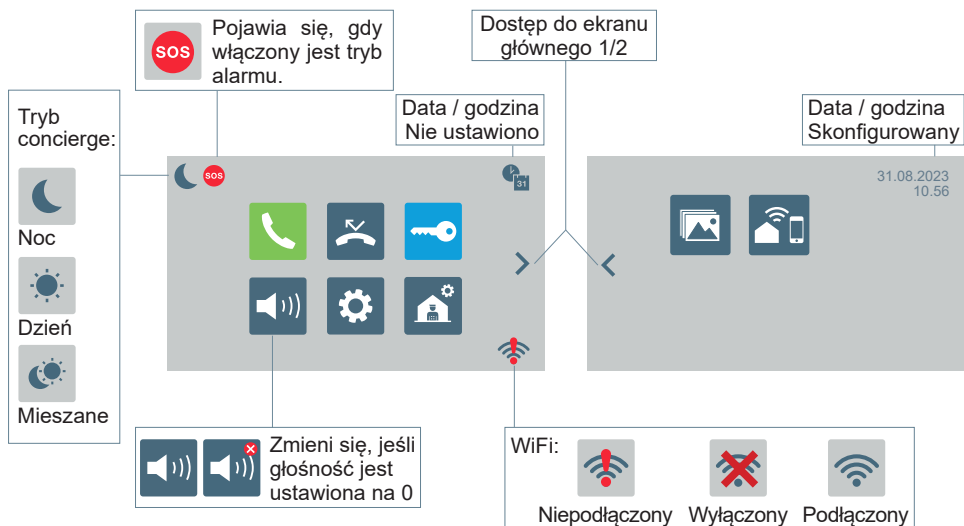 SOS
Pojawia się, gdy
włączony jest tryb
alarmu.
Dostęp do ekranu
głównego 1/2
Tryb
concierge:
Noc
Dzień
Mieszane
Data / godzina
Nie ustawiono
Data / godzina
Skonfigurowany
SOS
31
31.08.2023
10.56
Zmieni się, jeśli
głośność jest
ustawiona na 0
WiFi:
Niepodłączony
Wyłączony
Podłączony